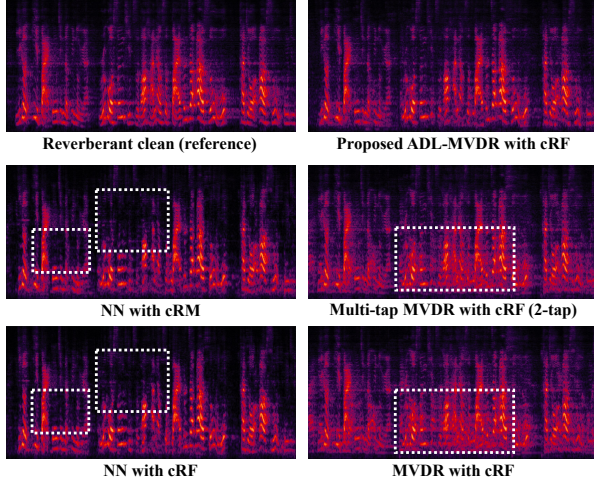 Reverberant clean (reference)
Proposed ADL-MVDR with cRF
NN with cRM
Multi-tap MVDR with cRF (2-tap)
NN with cRF
MVDR with cRF